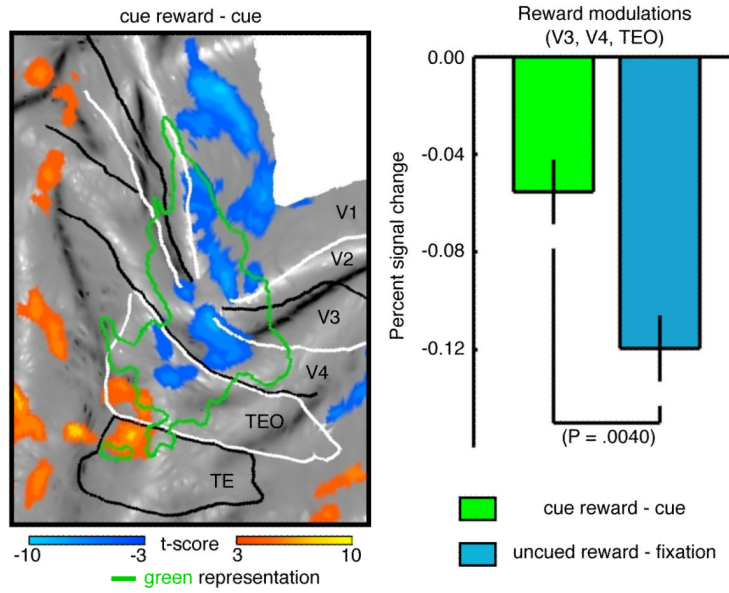 cue reward - cue
V1
V2
V3
V4
TEO
TE
-10
-3
t-score
3
10
green representation
Reward modulations
(V3, V4, TEO)
Percent signal change
0.00
-0.04
-0.08
-0.12
(P = .0040)
cue reward - cue
uncued reward - fixation